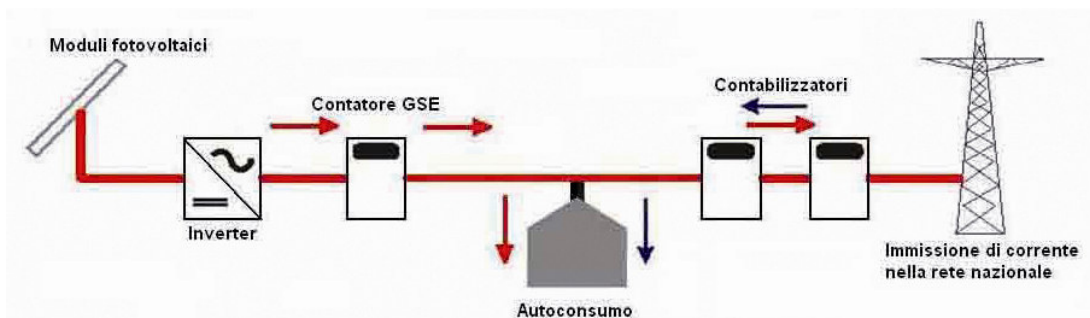 Moduli fotovoltaici
Contatore GSE
Contabilizzatori
Inverter
Autoconsumo
Immissione di corrente
nella rete nazionale